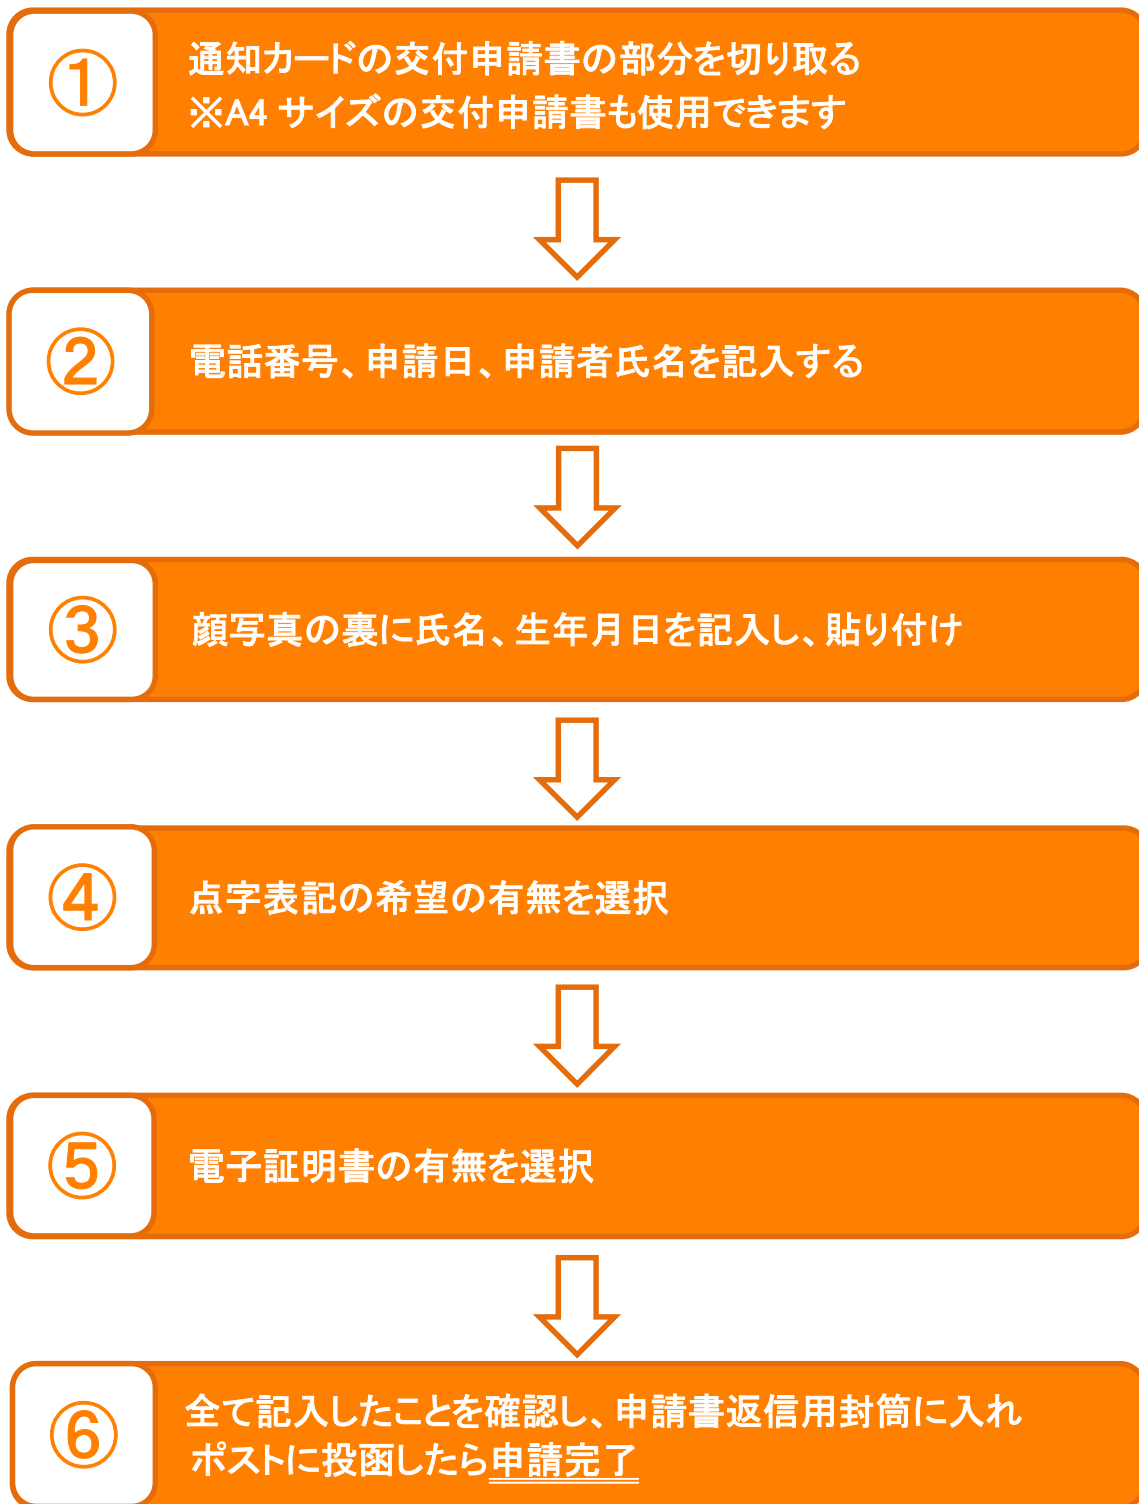 ①
通知カードの交付申請書の部分を切り取る
※A4 サイズの交付申請書も使用できます
②
電話番号、申請日、申請者氏名を記入する
③
顔写真の裏に氏名、生年月日を記入し、貼り付け
④
点字表記の希望の有無を選択
⑤
電子証明書の有無を選択
⑥
全て記入したことを確認し、申請書返信用封筒に入れ
ポストに投函したら申請完了